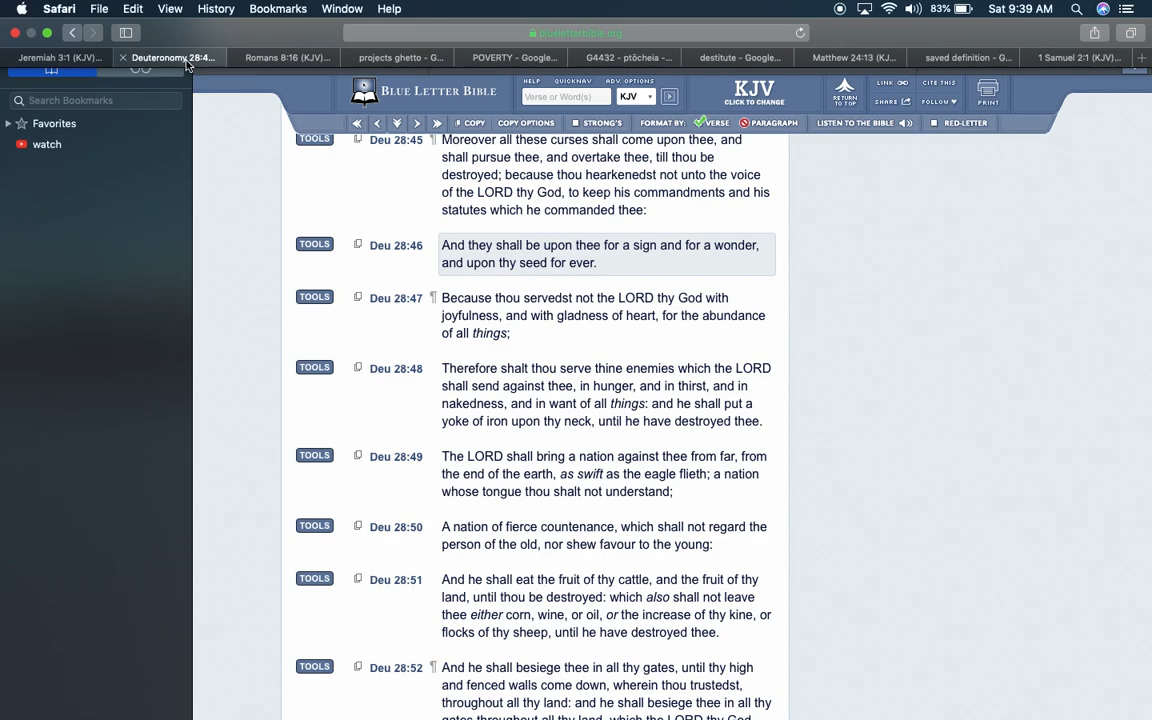 Safari File Edit View History Bookmarks Window Help 83% Sat 9:39 AM
blueletterbible.org
Jeremiah 3:1 (KJV)... Deuteronomy 28:4... Romans 8:16 (KJV)... projects ghetto - G... POVERTY - Google... G4432 - ptōcheia -... destitute - Google... Matthew 24:13 (KJ... saved definition - G... 1 Samuel 2:1 (KJV)...
Search Bookmarks
Favorites
watch
BLUE LETTER BIBLE
HELP QUICKNAV ADV OPTIONS
Verse or Word(s) KJV
KJV
CLICK TO CHANGE
RETURN TO TOP
LINK CITE THIS
SHARE FOLLOW
PRINT
COPY COPY OPTIONS STRONG'S FORMAT BY: VERSE PARAGRAPH LISTEN TO THE BIBLE RED-LETTER
TOOLS Deu 28:45 ¶ Moreover all these curses shall come upon thee, and
shall pursue thee, and overtake thee, till thou be
destroyed; because thou hearkenedst not unto the voice
of the LORD thy God, to keep his commandments and his
statutes which he commanded thee:
TOOLS Deu 28:46 And they shall be upon thee for a sign and for a wonder,
and upon thy seed for ever.
TOOLS Deu 28:47 ¶ Because thou servedst not the LORD thy God with
joyfulness, and with gladness of heart, for the abundance
of all things;
TOOLS Deu 28:48 Therefore shalt thou serve thine enemies which the LORD
shall send against thee, in hunger, and in thirst, and in
nakedness, and in want of all things: and he shall put a
yoke of iron upon thy neck, until he have destroyed thee.
TOOLS Deu 28:49 The LORD shall bring a nation against thee from far, from
the end of the earth, as swift as the eagle flieth; a nation
whose tongue thou shalt not understand;
TOOLS Deu 28:50 A nation of fierce countenance, which shall not regard the
person of the old, nor shew favour to the young:
TOOLS Deu 28:51 And he shall eat the fruit of thy cattle, and the fruit of thy
land, until thou be destroyed: which also shall not leave
thee either corn, wine, or oil, or the increase of thy kine, or
flocks of thy sheep, until he have destroyed thee.
TOOLS Deu 28:52 ¶ And he shall besiege thee in all thy gates, until thy high
and fenced walls come down, wherein thou trustedst,
throughout all thy land: and he shall besiege thee in all thy
gates throughout all thy land, which the LORD thy God